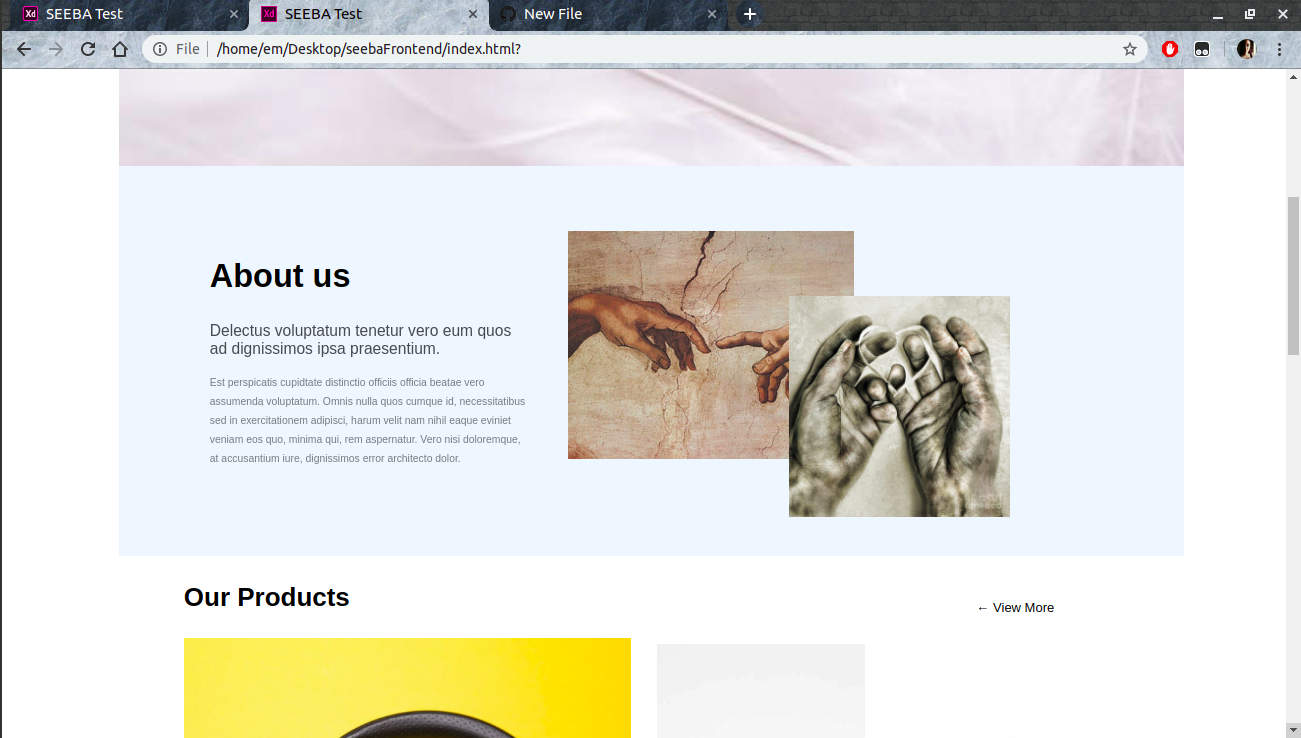 SEEBA Test
SEEBA Test
New File
File
/home/em/Desktop/seebaFrontend/index.html?
About us
Delectus voluptatum tenetur vero eum quos
ad dignissimos ipsa praesentium.
Est perspicatis cupidtate distinctio officiis officia beatae vero
assumenda voluptatum. Omnis nulla quos cumque id, necessitatibus
sed in exercitationem adipisci, harum velit nam nihil eaque eviniet
veniam eos quo, minima qui, rem aspernatur. Vero nisi doloremque,
at accusantium iure, dignissimos error architecto dolor.
Our Products
← View More